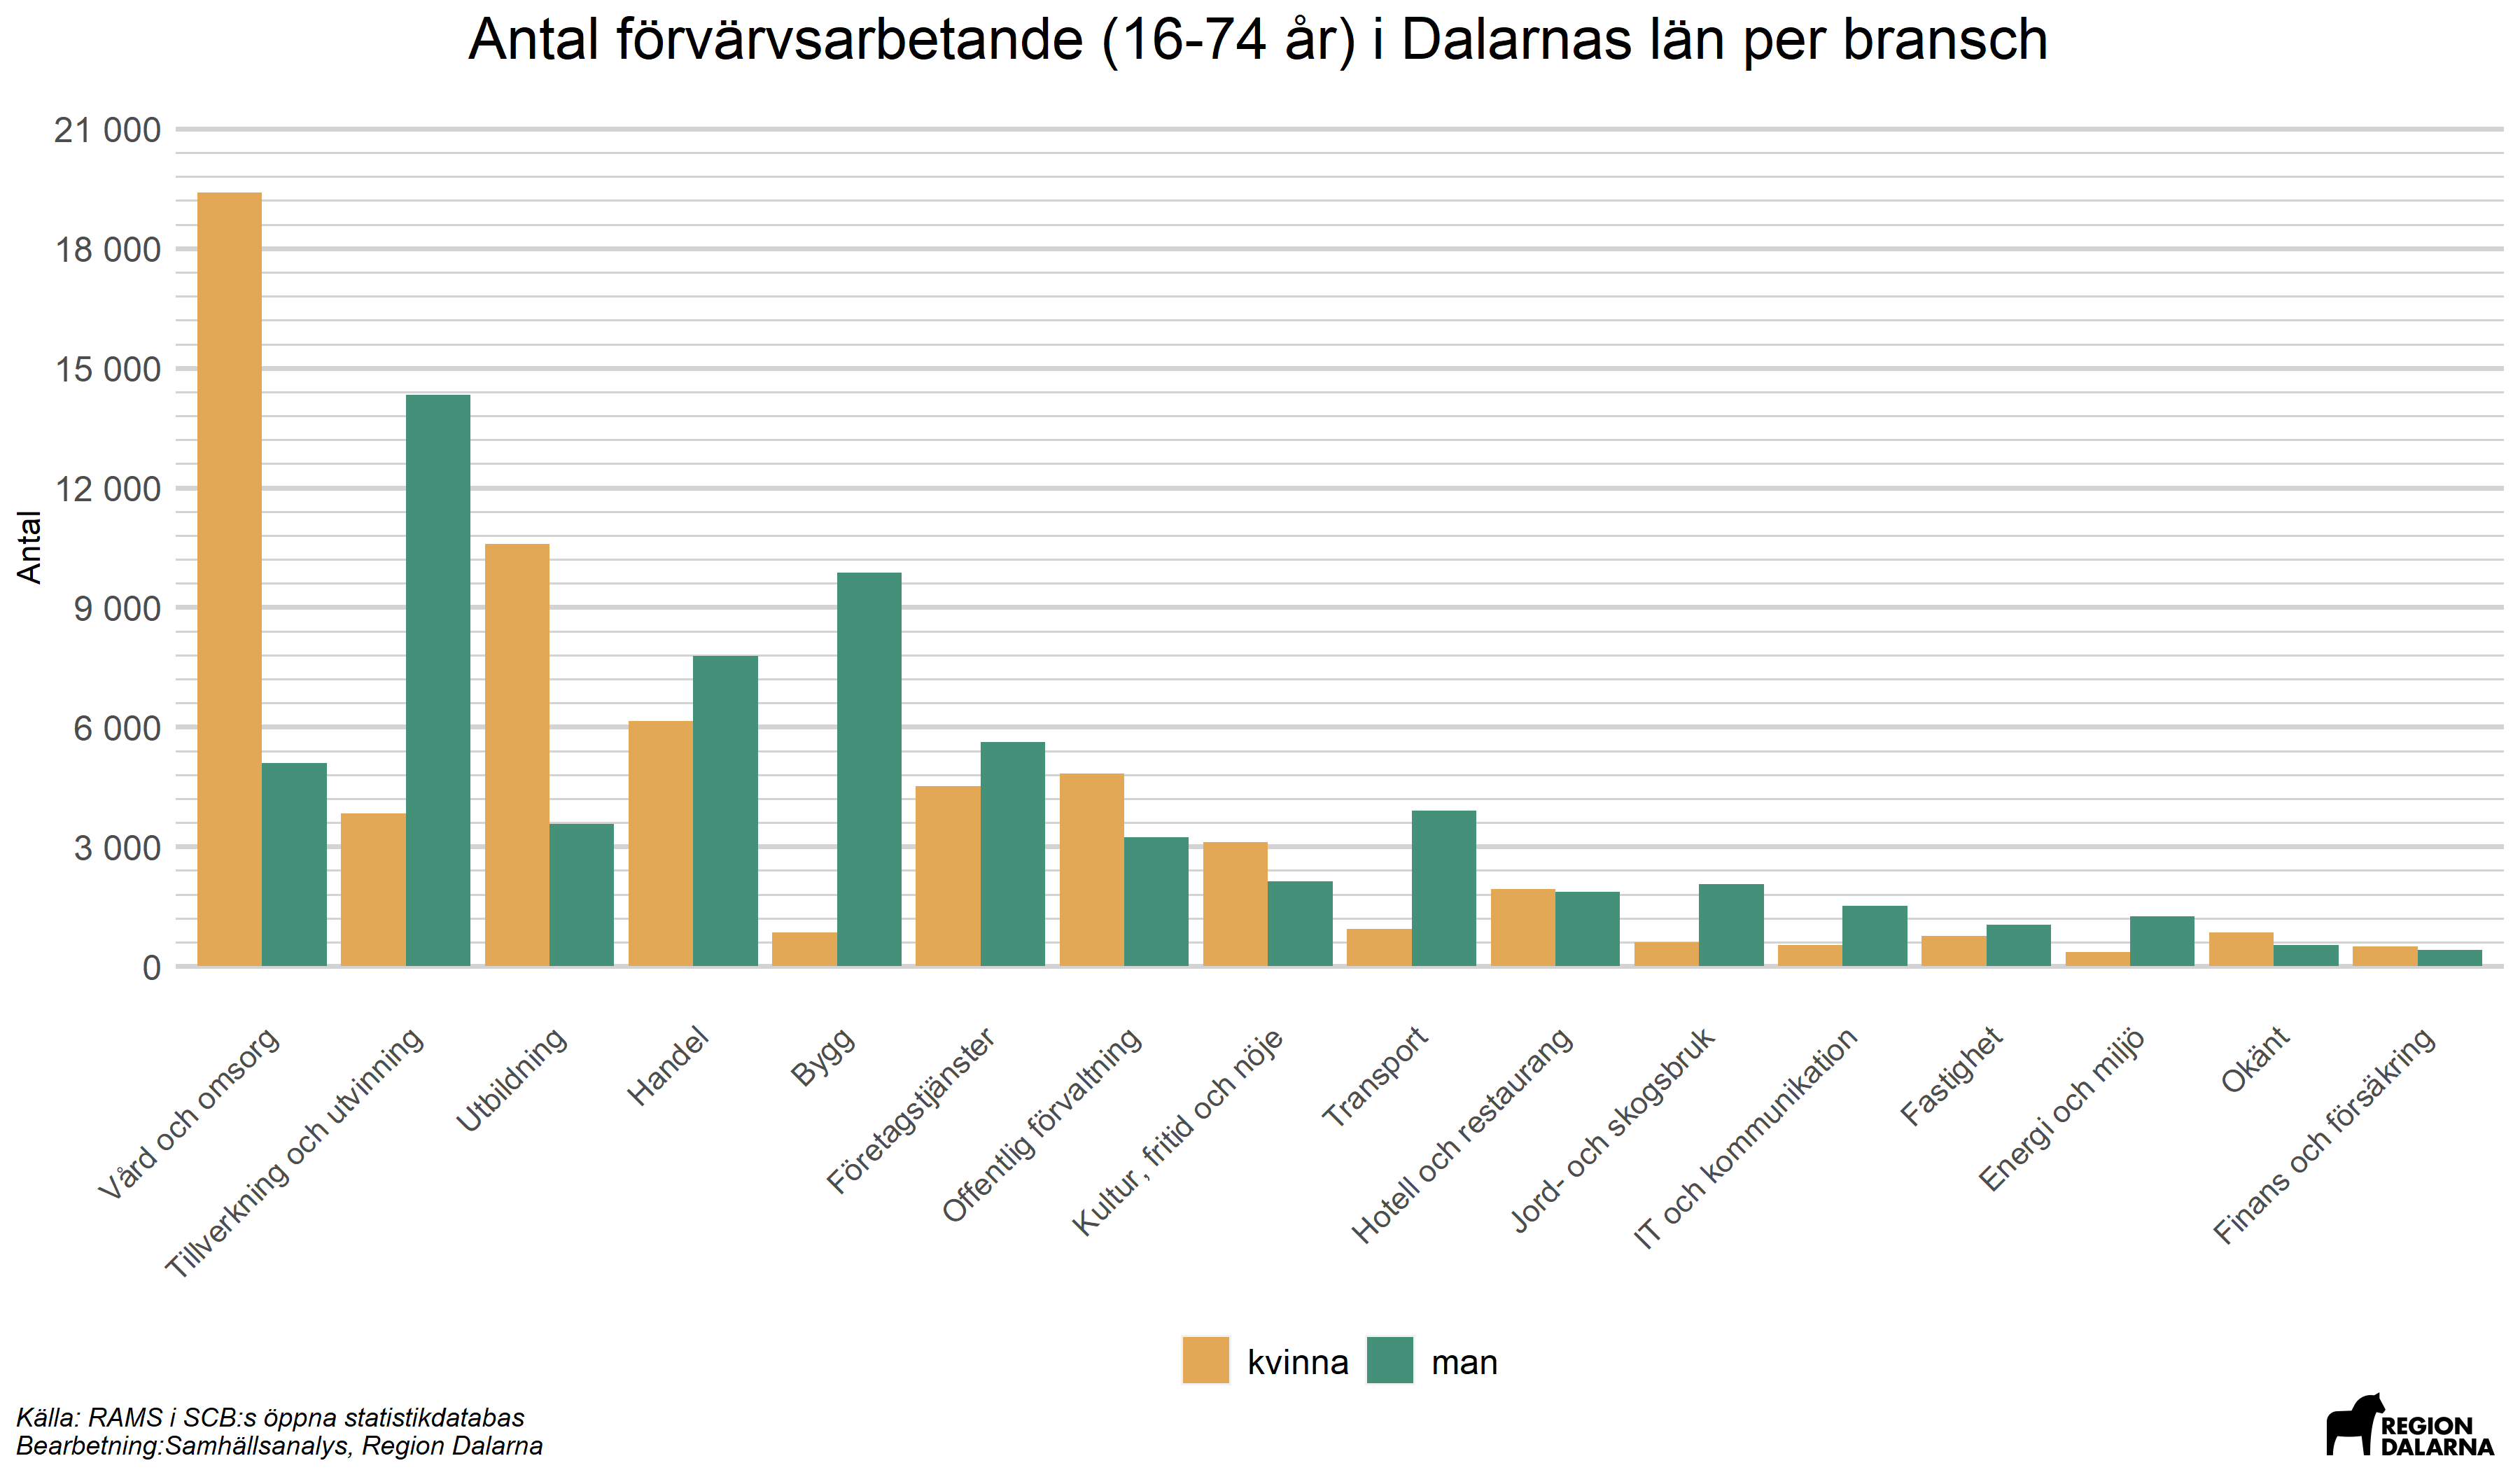 Antal förvärvsarbetande (16-74 år) i Dalarnas län per bransch
21 000
18 000
15 000
12 000
9 000
6 000
3 000
0
Antal
Vård och omsorg
Tillverkning och utvinning
Utbildning
Handel
Bygg
Företagstjänster
Offentlig förvaltning
Kultur, fritid och nöje
Transport
Hotell och restaurang
Jord- och skogsbruk
IT och kommunikation
Fastighet
Energi och miljö
Okänt
Finans och försäkring
kvinna man
Källa: RAMS i SCB:s öppna statistikdatabas
Bearbetning:Samhällsanalys, Region Dalarna
REGION
DALARNA